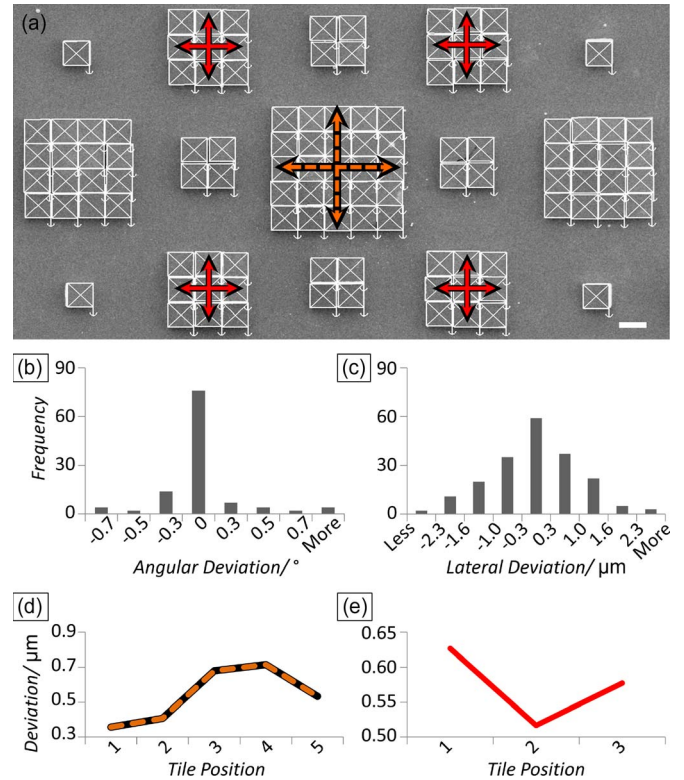 (a)
(b)
90
60
30
0
Frequency
-0.7
-0.5
-0.3
0
0.3
0.5
0.7
More
Angular Deviation/ °
(c)
90
60
30
0
Less
-2.3
-1.6
-1.0
-0.3
0.3
1.0
1.6
2.3
More
Lateral Deviation/ µm
(d)
0.9
0.7
0.5
0.3
Deviation/ µm
1
2
3
4
5
Tile Position
(e)
0.65
0.60
0.55
0.50
1
2
3
Tile Position